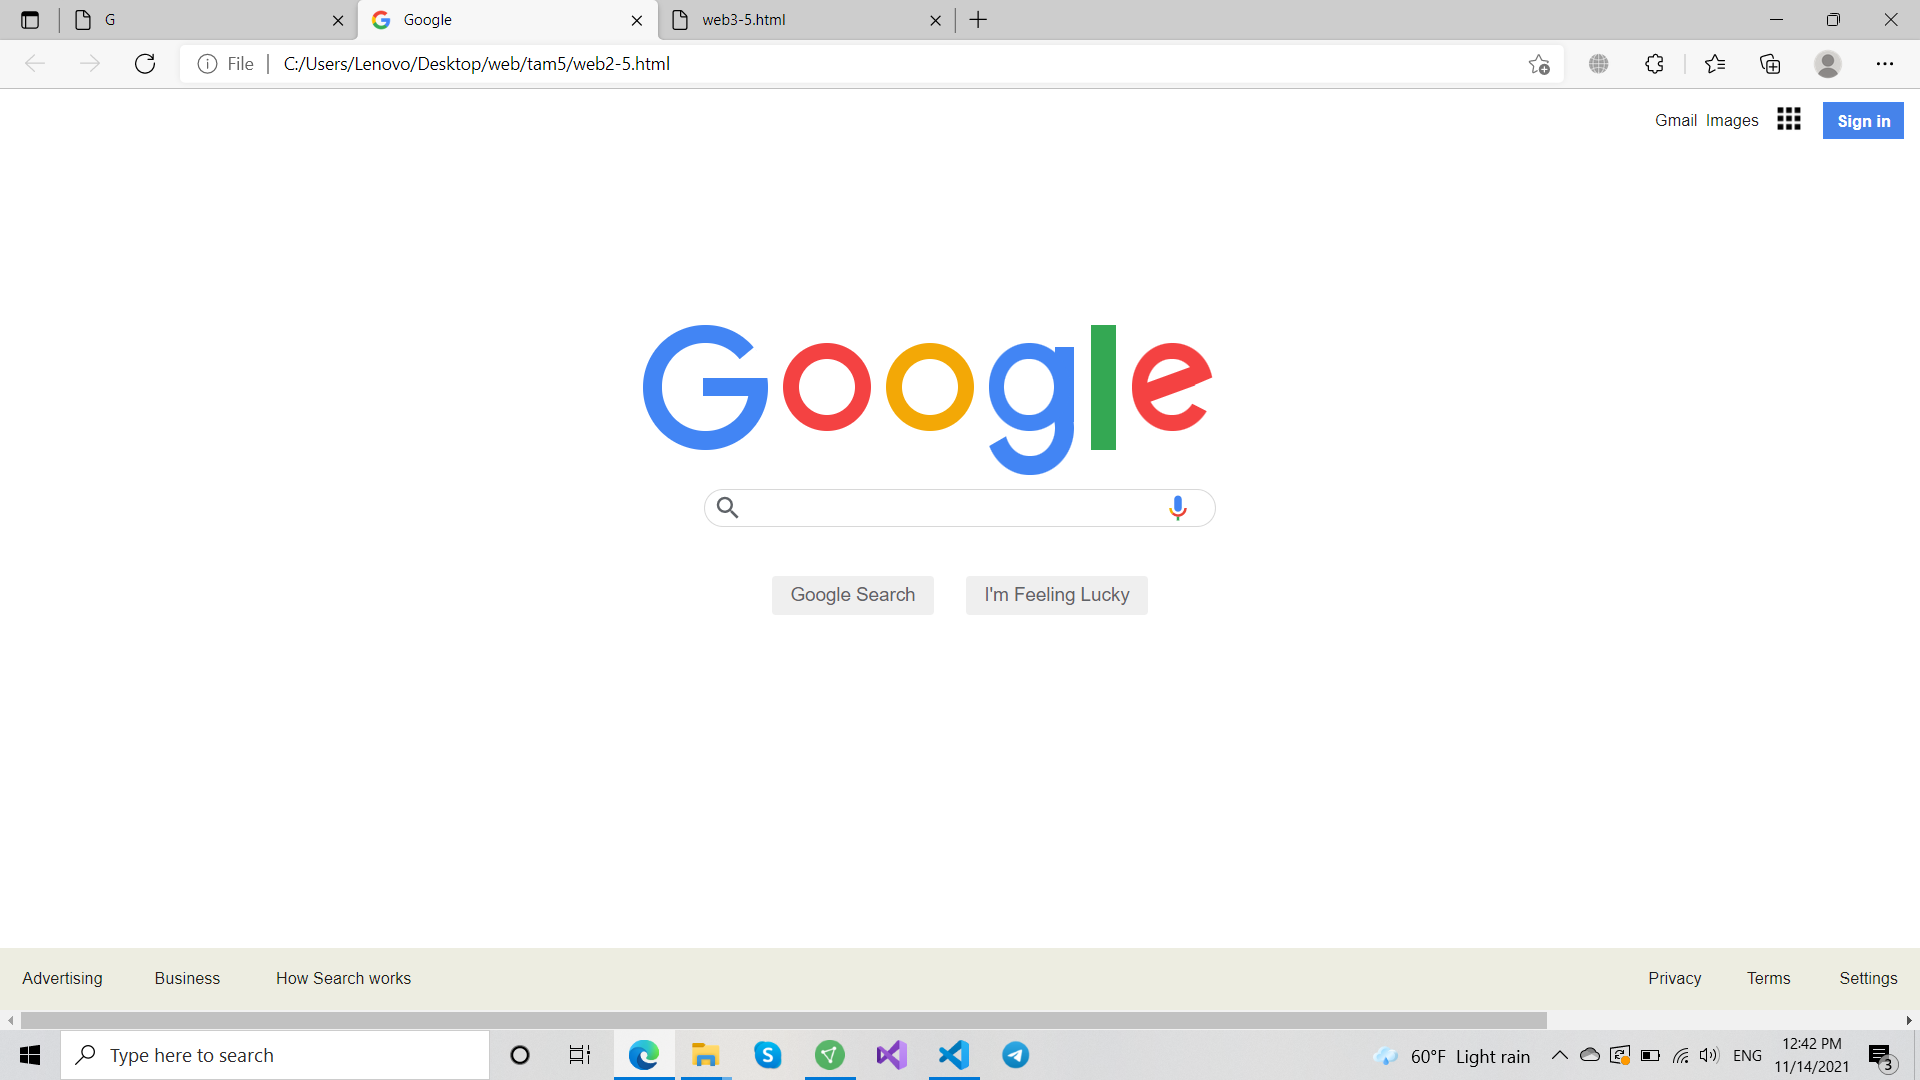 G
Google
web3-5.html
File
C:/Users/Lenovo/Desktop/web/tam5/web2-5.html
Gmail Images
Sign in
Google
Google Search
I'm Feeling Lucky
Advertising
Business
How Search works
Privacy
Terms
Settings
Type here to search
S
60°F Light rain
ENG
12:42 PM
11/14/2021
3